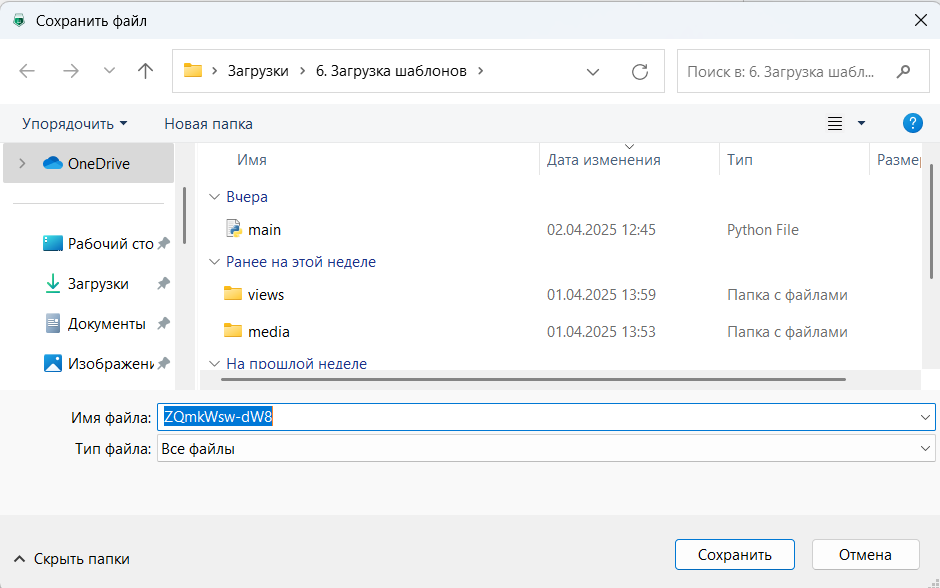 Сохранить файл
Загрузки
6. Загрузка шаблонов
Поиск в: 6. Загрузка шабл...
Упорядочить
Новая папка
?
OneDrive
Рабочий сто
Загрузки
Документы
Изображени
Имя
Дата изменения
Тип
Размер
Вчера
main 02.04.2025 12:45 Python File
Ранее на этой неделе
views 01.04.2025 13:59 Папка с файлами
media 01.04.2025 13:53 Папка с файлами
На прошлой неделе
Имя файла: ZQmkWsw-dW8
Тип файла: Все файлы
Скрыть папки
Сохранить
Отмена